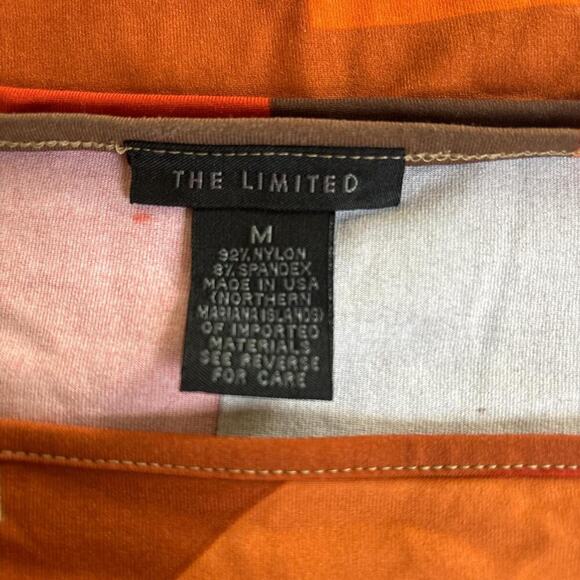 THE LIMITED
M
92% NYLON
8% SPANDEX
MADE IN USA
(NORTHERN
MARIANA ISLANDS)
OF IMPORTED
MATERIALS
SEE REVERSE
FOR CARE